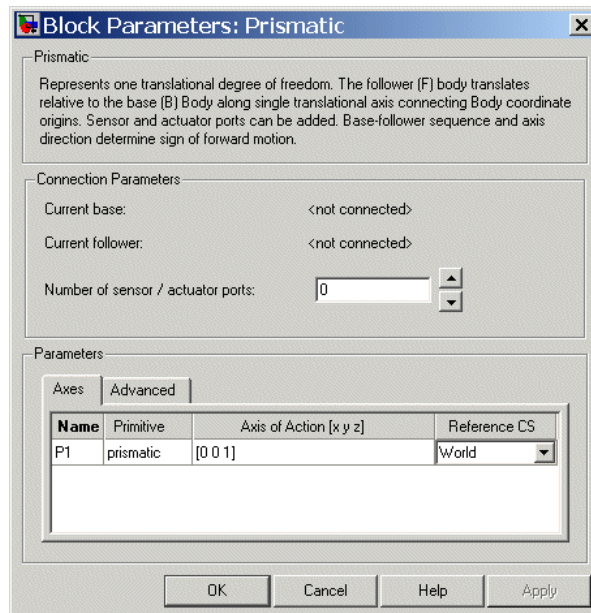 Block Parameters: Prismatic
Prismatic
Represents one translational degree of freedom. The follower (F) body translates
relative to the base (B) Body along single translational axis connecting Body coordinate
origins. Sensor and actuator ports can be added. Base-follower sequence and axis
direction determine sign of forward motion.
Connection Parameters
Current base: <not connected>
Current follower: <not connected>
Number of sensor / actuator ports: 0
Parameters
Axes Advanced
Name Primitive Axis of Action [x y z] Reference CS
P1 prismatic [0 0 1] World
OK Cancel Help Apply